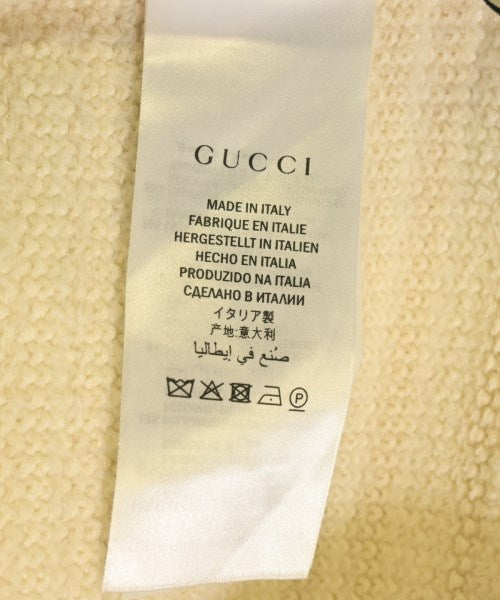 GUCCI
MADE IN ITALY
FABRIQUE EN ITALIE
HERGESTELLT IN ITALIEN
HECHO EN ITALIA
PRODUZIDO NA ITALIA
СДЕЛАНО В ИТАЛИИ
イタリア製
产地:意大利
صُنع في إيطاليا
P